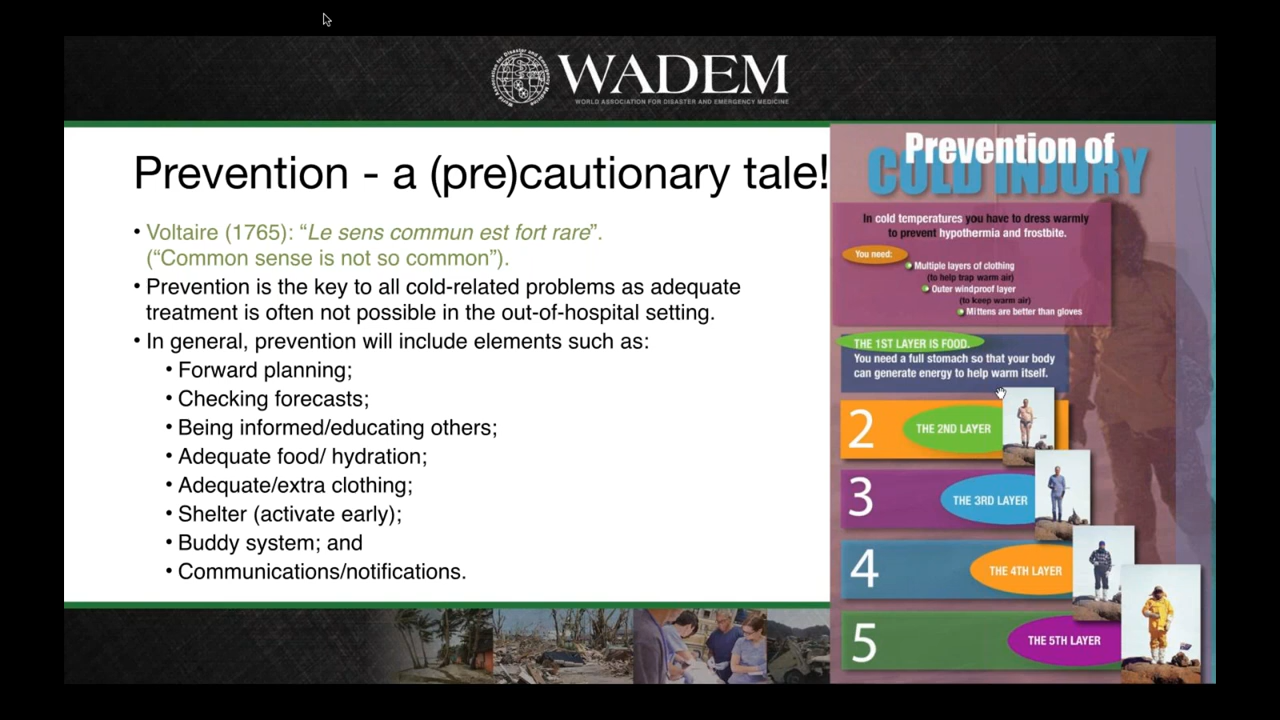 WADEM
WORLD ASSOCIATION FOR DISASTER AND EMERGENCY MEDICINE
World Association for Disaster and Emergency Medicine
Prevention - a (pre)cautionary tale!
• Voltaire (1765): “Le sens commun est fort rare”.
(“Common sense is not so common”).
• Prevention is the key to all cold-related problems as adequate
treatment is often not possible in the out-of-hospital setting.
• In general, prevention will include elements such as:
• Forward planning;
• Checking forecasts;
• Being informed/educating others;
• Adequate food/ hydration;
• Adequate/extra clothing;
• Shelter (activate early);
• Buddy system; and
• Communications/notifications.
Prevention of
COLD INJURY
In cold temperatures you have to dress warmly
to prevent hypothermia and frostbite.
You need:
Multiple layers of clothing
(to help trap warm air)
Outer windproof layer
(to keep warm air)
Mittens are better than gloves
THE 1ST LAYER IS FOOD.
You need a full stomach so that your body
can generate energy to help warm itself.
2 THE 2ND LAYER
3 THE 3RD LAYER
4 THE 4TH LAYER
5 THE 5TH LAYER